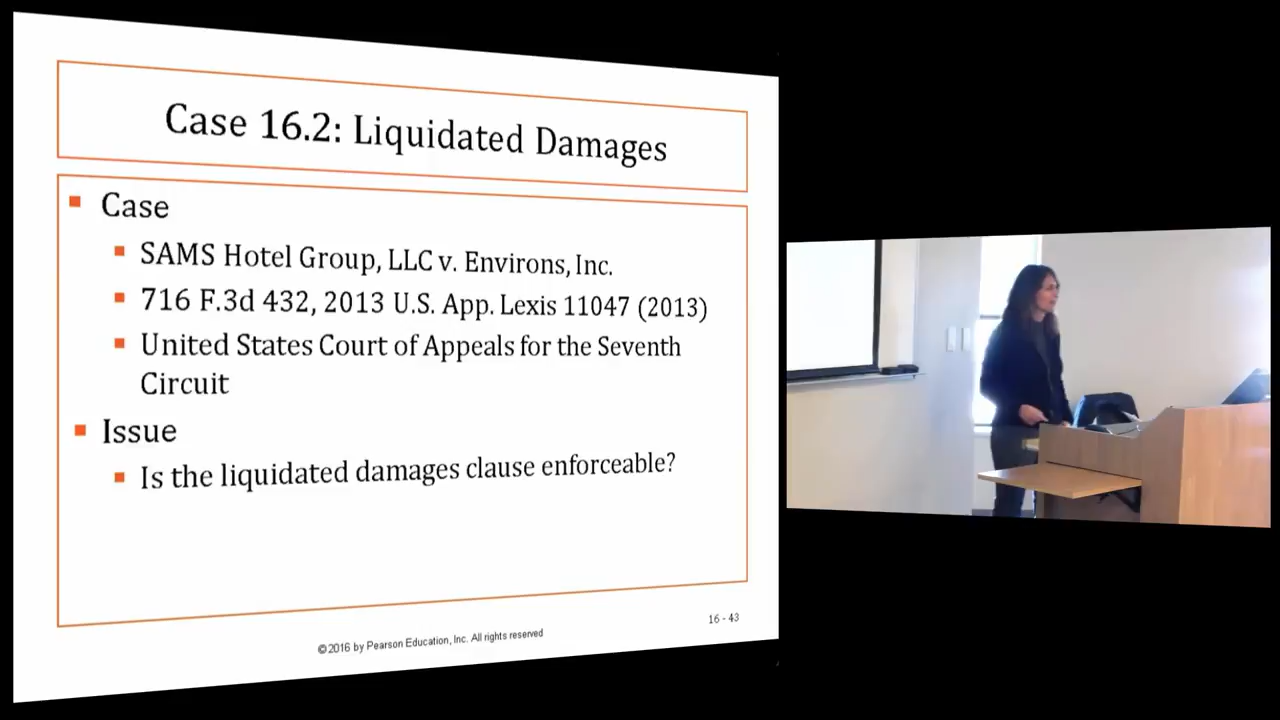 Case 16.2: Liquidated Damages
Case
SAMS Hotel Group, LLC v. Environs, Inc.
716 F.3d 432, 2013 U.S. App. Lexis 11047 (2013)
United States Court of Appeals for the Seventh
Circuit
Issue
Is the liquidated damages clause enforceable?
16 - 43
©2016 by Pearson Education, Inc. All rights reserved